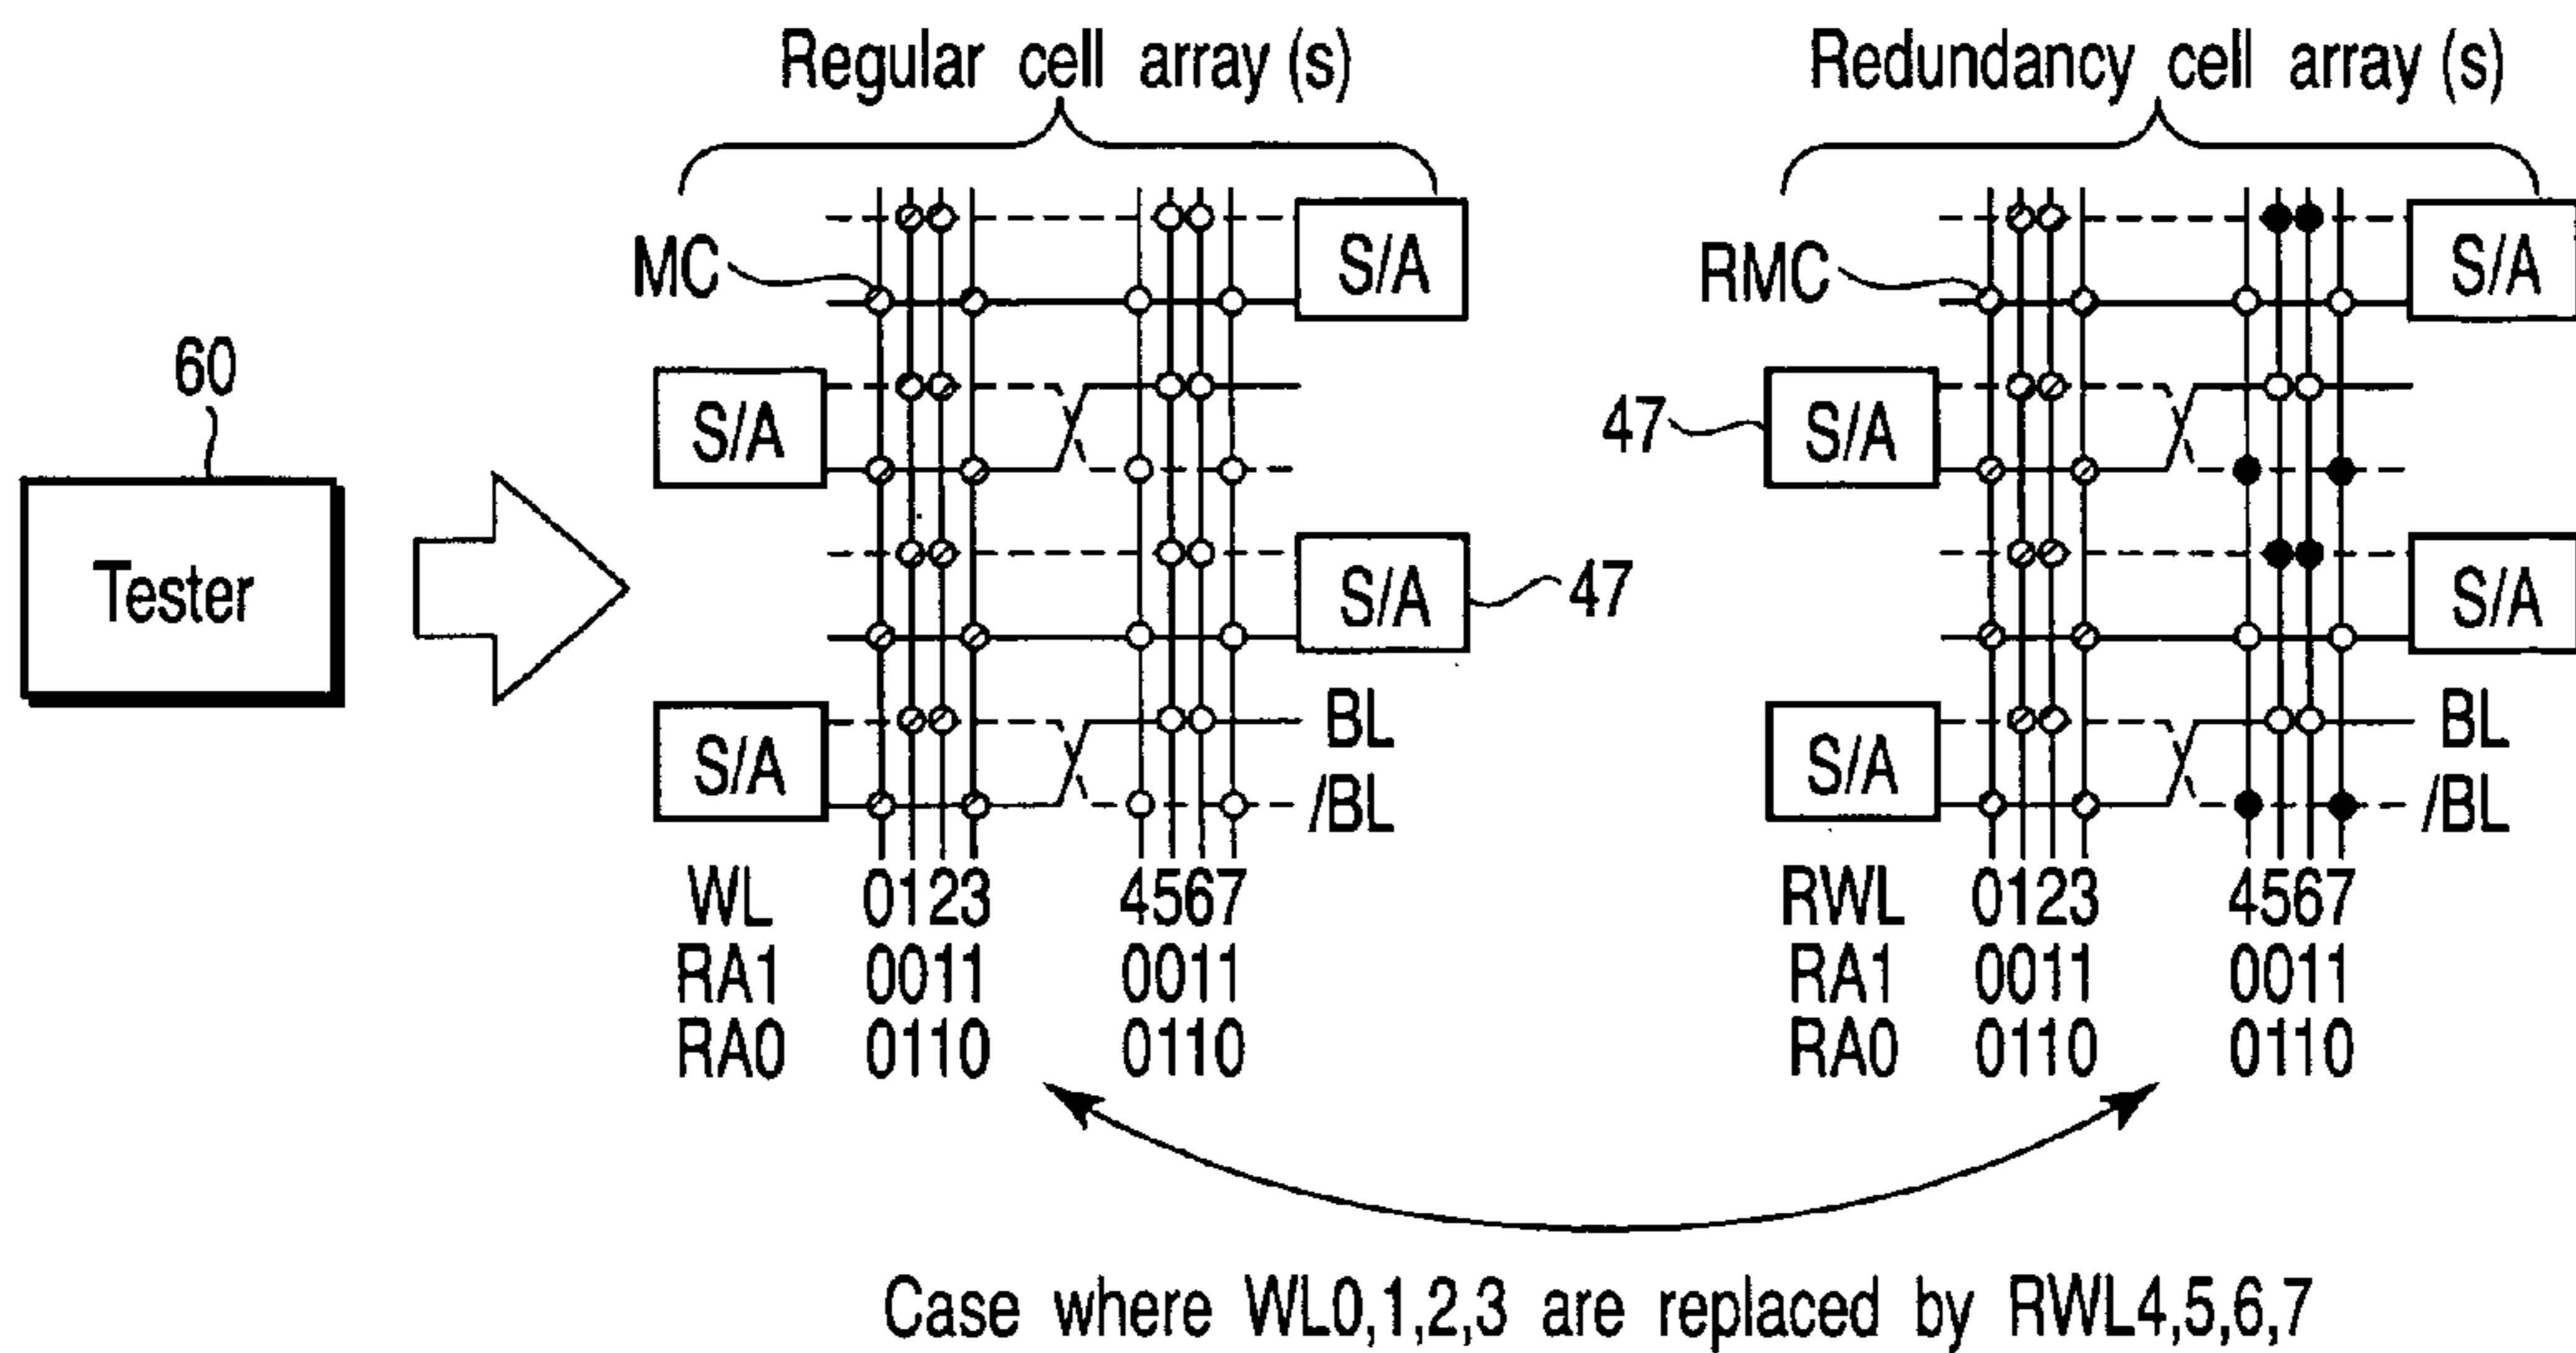 Regular cell array (s)
Redundancy cell array (s)
S/A
S/A
MC
RMC
60
S/A
47
S/A
Tester
S/A
47
S/A
S/A
BL
/BL
S/A
BL
/BL
WL 0123 4567
RA1 0011 0011
RA0 0110 0110
RWL 0123 4567
RA1 0011 0011
RA0 0110 0110
Case where WL0,1,2,3 are replaced by RWL4,5,6,7